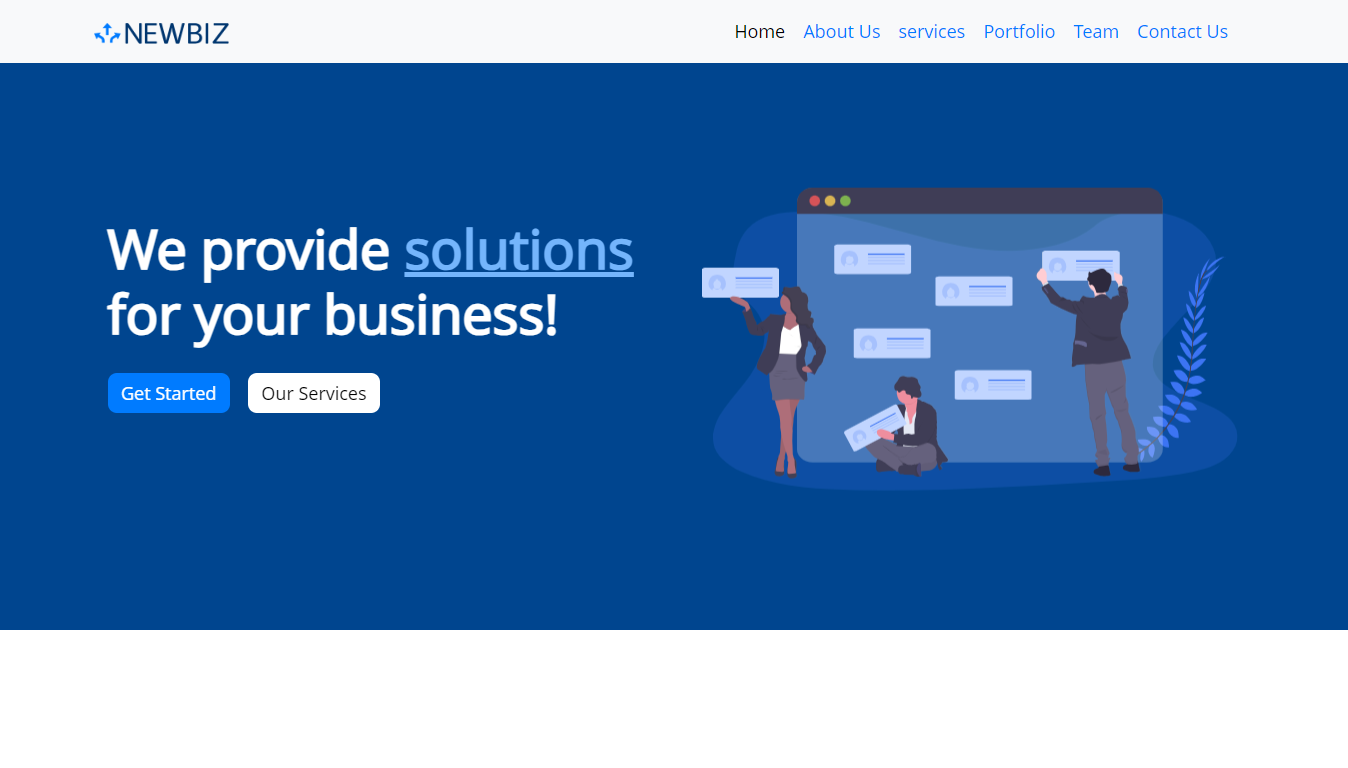 NEWBIZ
Home About Us services Portfolio Team Contact Us
We provide solutions
for your business!
Get Started Our Services